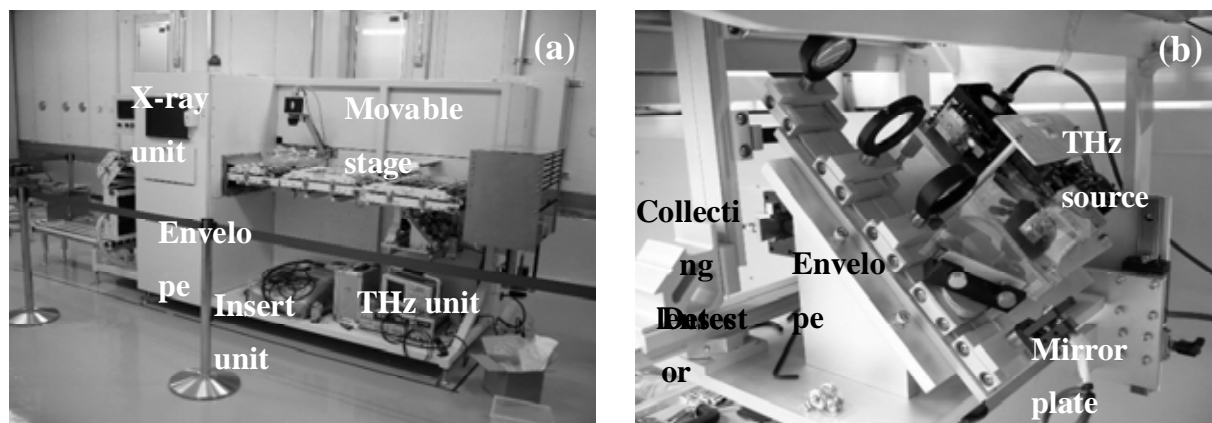 (a)
X-ray
unit
Movable
stage
Envelo
pe
Insert
unit
THz unit
(b)
THz
source
Collecti
ng
Detect
or
Envelo
pe
Mirror
plate